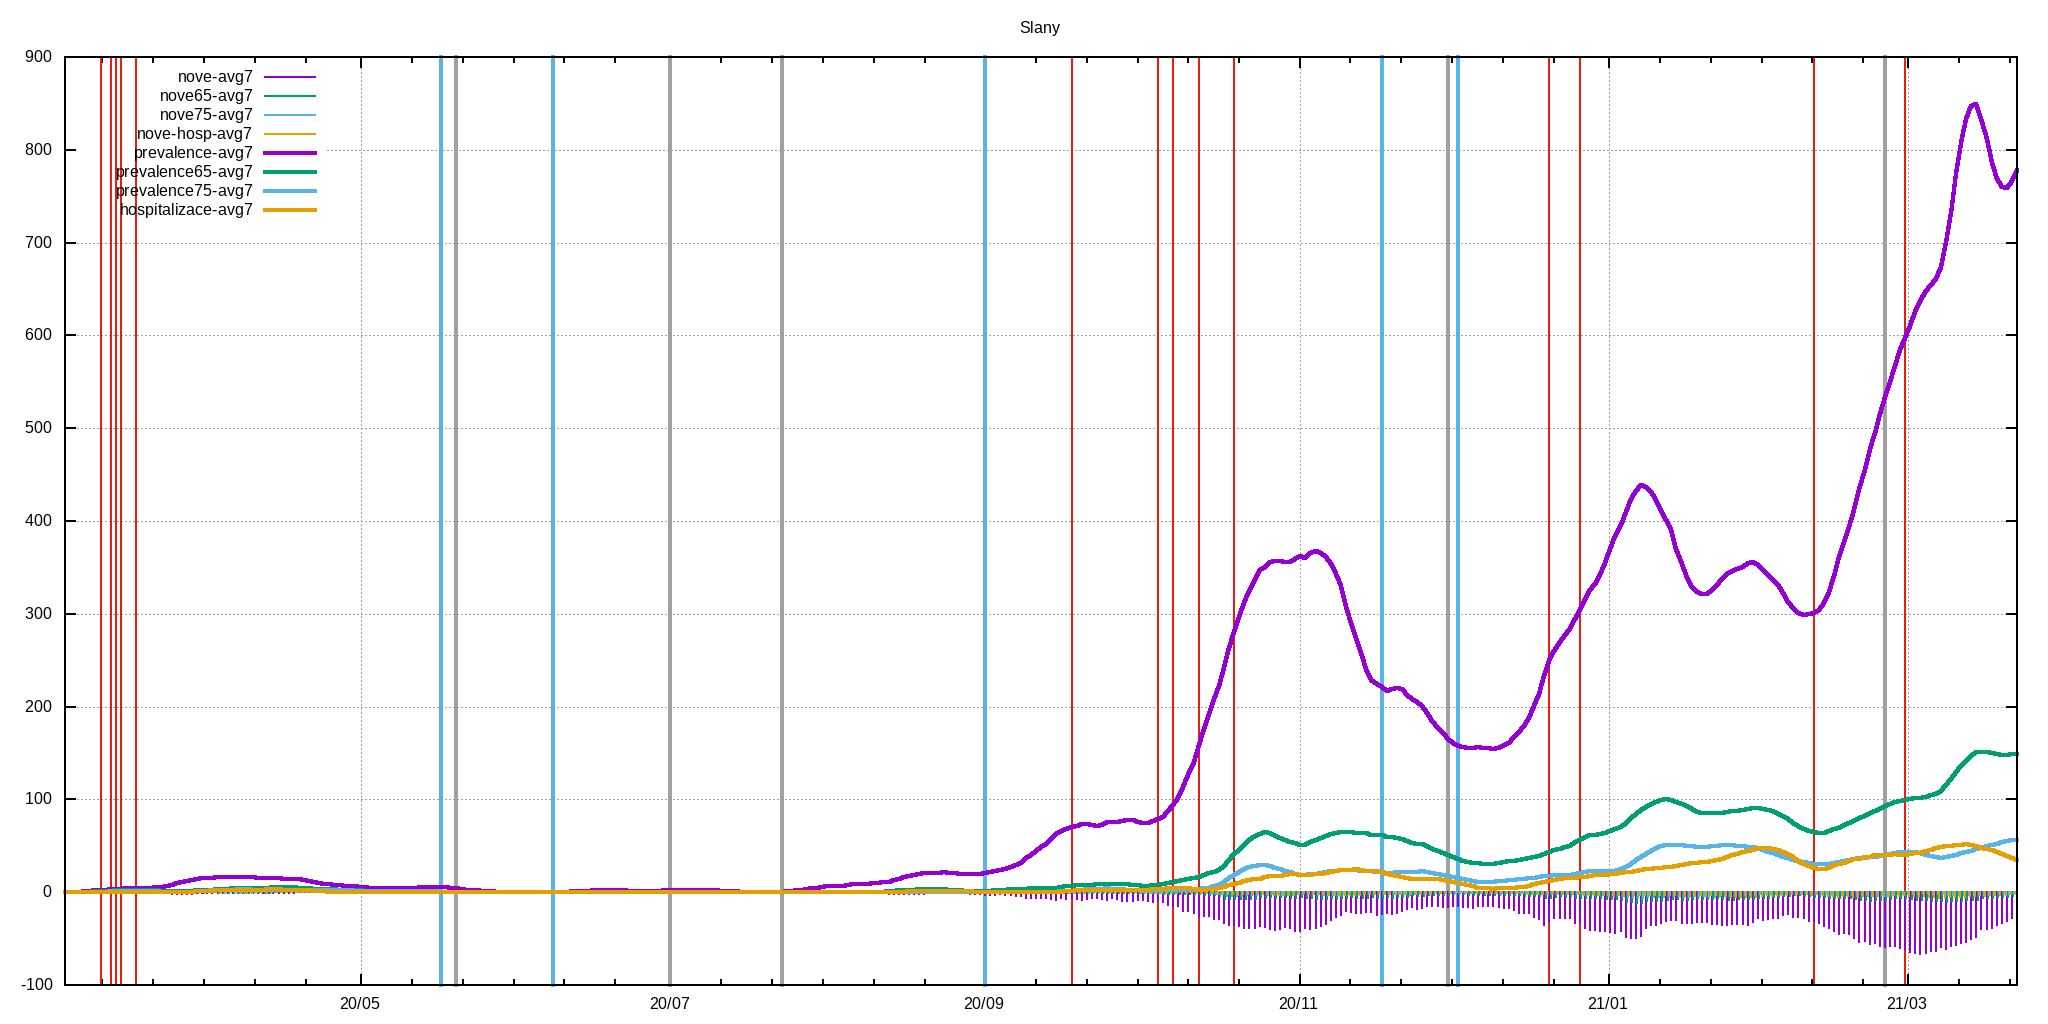 Slany
900
800
700
600
500
400
300
200
100
0
-100
nove-avg7
nove65-avg7
nove75-avg7
nove-hosp-avg7
prevalence-avg7
prevalence65-avg7
prevalence75-avg7
hospitalizace-avg7
20/05 20/07 20/09 20/11 21/01 21/03